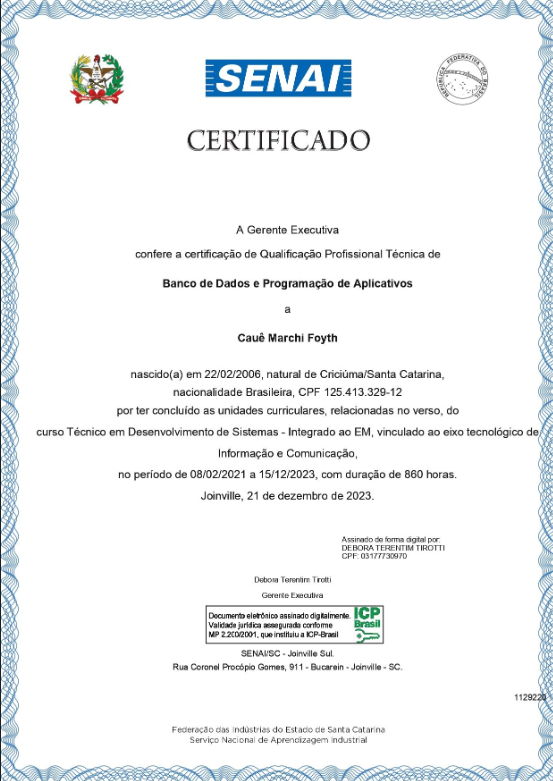 SENAI
REPÚBLICA FEDERATIVA DO BRASIL
CERTIFICADO
A Gerente Executiva
confere a certificação de Qualificação Profissional Técnica de
Banco de Dados e Programação de Aplicativos
a
Cauê Marchi Foyth
nascido(a) em 22/02/2006, natural de Criciúma/Santa Catarina,
nacionalidade Brasileira, CPF 125.413.329-12
por ter concluído as unidades curriculares, relacionadas no verso, do
curso Técnico em Desenvolvimento de Sistemas - Integrado ao EM, vinculado ao eixo tecnológico de
Informação e Comunicação,
no período de 08/02/2021 a 15/12/2023, com duração de 860 horas.
Joinville, 21 de dezembro de 2023.
Assinado de forma digital por:
DEBORA TERENTIM TIROTTI
CPF: 03177730970
Debora Terentim Tirotti
Gerente Executiva
Documento eletrônico assinado digitalmente.
Validade jurídica assegurada conforme
MP 2.200/2001, que instituiu a ICP-Brasil
ICP
Brasil
SENAI/SC - Joinville Sul.
Rua Coronel Procópio Gomes, 911 - Bucarein - Joinville - SC.
1129220
Federação das Indústrias do Estado de Santa Catarina
Serviço Nacional de Aprendizagem Industrial